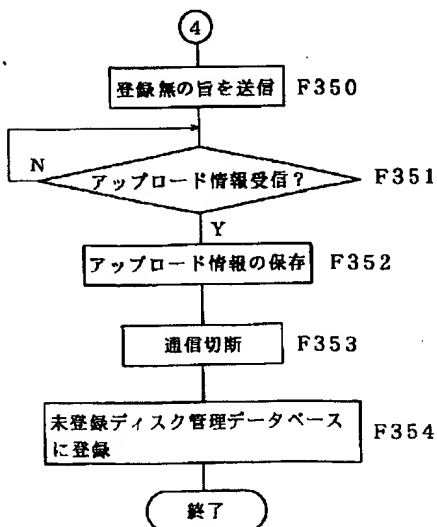 4
登録無の旨を送信 F350
N
アップロード情報受信? F351
Y
アップロード情報の保存 F352
通信切断 F353
未登録ディスク管理データベース
に登録 F354
終了